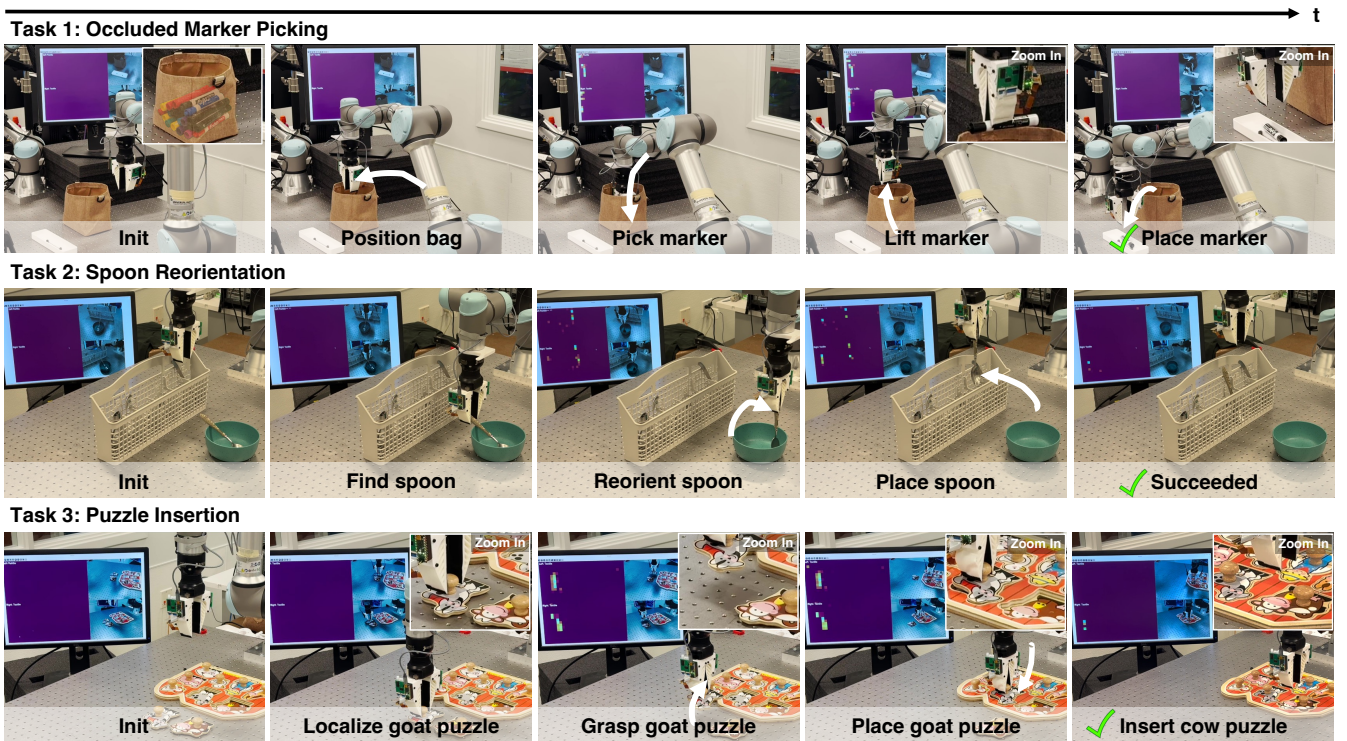 t
Task 1: Occluded Marker Picking
Zoom In
Zoom In
Init
Position bag
Pick marker
Lift marker
Place marker
Task 2: Spoon Reorientation
Init
Find spoon
Reorient spoon
Place spoon
Succeeded
Task 3: Puzzle Insertion
Zoom In
Zoom In
Zoom In
Zoom In
Init
Localize goat puzzle
Grasp goat puzzle
Place goat puzzle
Insert cow puzzle